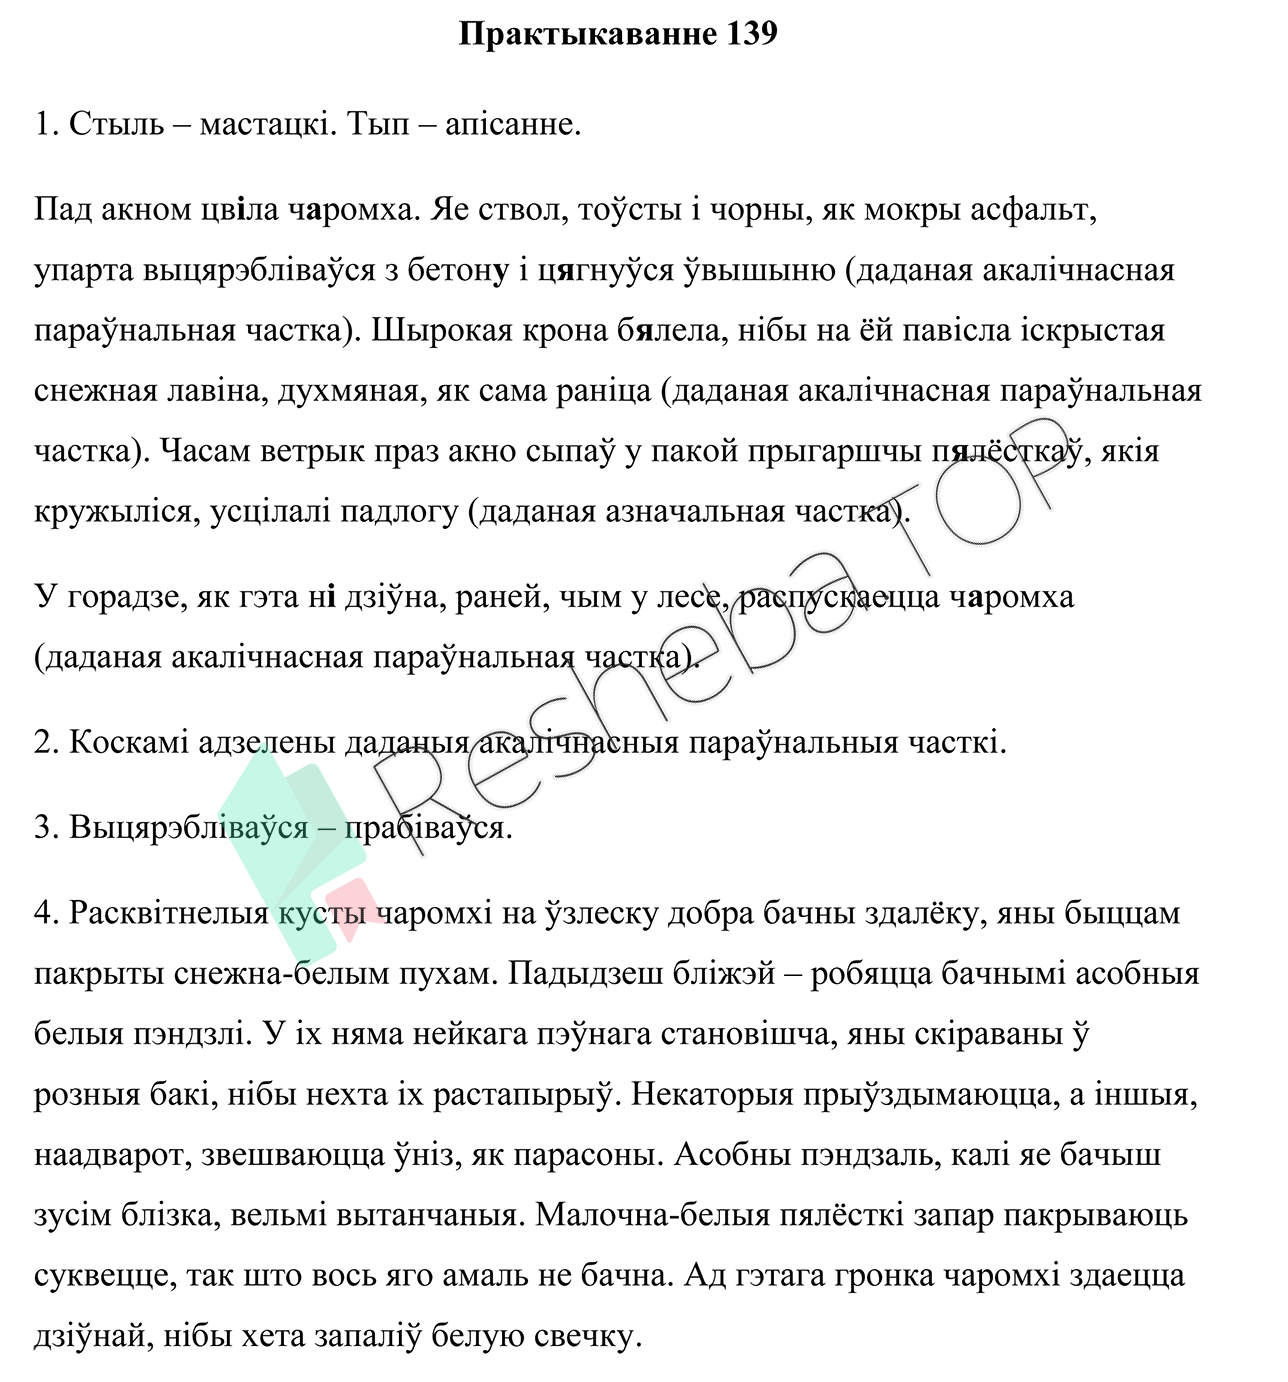 Практыкаванне 139
1. Стыль – мастацкі. Тып – апісанне.
Пад акном цвіла чаромха. Яе ствол, тоўсты і чорны, як мокры асфальт,
упарта выцярэбліваўся з бетону і цягнуўся ўвышыню (даданая акалічнасная
параўнальная частка). Шырокая крона бялела, нібы на ёй павісла іскрыстая
снежная лавіна, духмяная, як сама раніца (даданая акалічнасная параўнальная
частка). Часам ветрык праз акно сыпаў у пакой прыгаршчы пялёсткаў, якія
кружыліся, усцілалі падлогу (даданая азначальная частка).
У горадзе, як гэта ні дзіўна, раней, чым у лесе, распускаецца чаромха
(даданая акалічнасная параўнальная частка).
2. Коскамі адзелены даданыя акалічнасныя параўнальныя часткі.
3. Выцярэбліваўся – прабіваўся.
4. Расквітнелыя кусты чаромхі на ўзлеску добра бачны здалёку, яны быццам
пакрыты снежна-белым пухам. Падыдзеш бліжэй – робяцца бачнымі асобныя
белыя пэндзлі. У іх няма нейкага пэўнага становішча, яны скіраваны ў
розныя бакі, нібы нехта іх растапырыў. Некаторыя прыўздымаюцца, а іншыя,
наадварот, звешваюцца ўніз, як парасоны. Асобны пэндзаль, калі яе бачыш
зусім блізка, вельмі вытанчаныя. Малочна-белыя пялёсткі запар пакрываюць
суквецце, так што вось яго амаль не бачна. Ад гэтага гронка чаромхі здаецца
дзіўнай, нібы хета запаліў белую свечку.
Resheba TOP